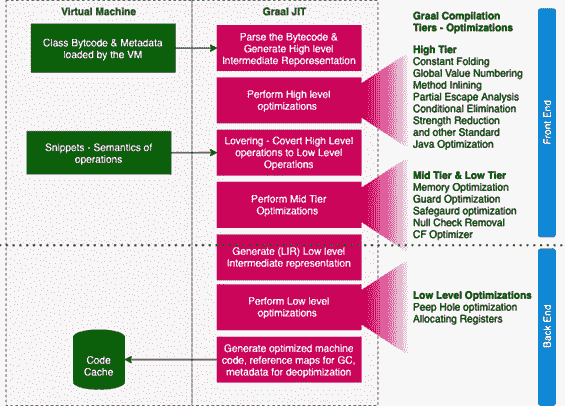 Virtual Machine
Graal JIT
Graal Compilation
Tiers - Optimizations
Class Bytcode & Metadata
loaded by the VM
Parse the Bytecode &
Generate High level
Intermediate Reporesentation
High Tier
Constant Folding
Global Value Numbering
Method Inlining
Partial Escape Analysis
Conditional Elimination
Strength Reduction
and other Standard
Java Optimization
Perform High level
optimizations
Front End
Snippets - Semantics of
operations
Lovering - Covert High Level
operations to Low Level
Operations
Perform Mid Tier
Optimizations
Mid Tier & Low Tier
Memory Optimization
Guard Optimization
Safegaurd optimization
Null Check Removal
CF Optimizer
Generate (LIR) Low level
Intermediate representation
Perform Low level
optimizations
Low Level Optimizations
Peep Hole optimization
Allocating Registers
Back End
Code
Cache
Generate optimized machine
code, reference maps for GC,
metadata for deoptimization